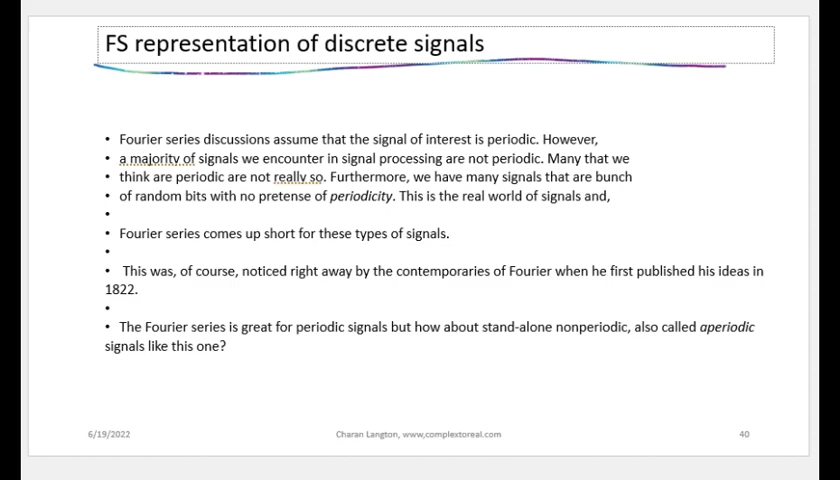 FS representation of discrete signals
• Fourier series discussions assume that the signal of interest is periodic. However,
• a majority of signals we encounter in signal processing are not periodic. Many that we
• think are periodic are not really so. Furthermore, we have many signals that are bunch
• of random bits with no pretense of periodicity. This is the real world of signals and,
•
• Fourier series comes up short for these types of signals.
•
• This was, of course, noticed right away by the contemporaries of Fourier when he first published his ideas in
1822.
•
• The Fourier series is great for periodic signals but how about stand-alone nonperiodic, also called aperiodic
signals like this one?
6/19/2022 Charan Langton, www,complextoreal.com 40